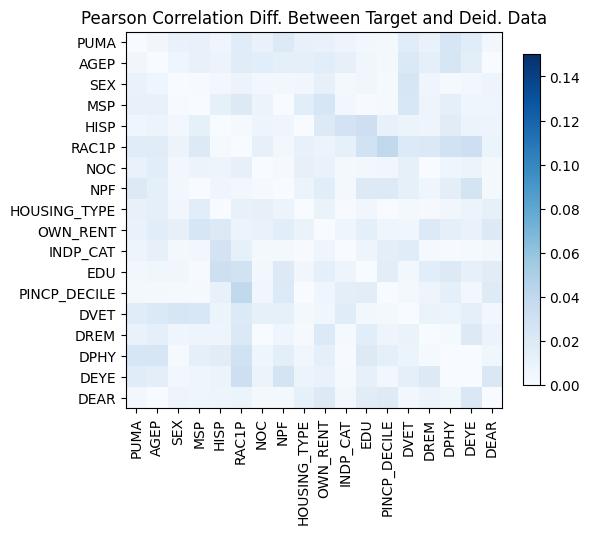 Pearson Correlation Diff. Between Target and Deid. Data
PUMA
AGEP
SEX
MSP
HISP
RAC1P
NOC
NPF
HOUSING_TYPE
OWN_RENT
INDP_CAT
EDU
PINCP_DECILE
DVET
DREM
DPHY
DEYE
DEAR
PUMA
AGEP
SEX
MSP
HISP
RAC1P
NOC
NPF
HOUSING_TYPE
OWN_RENT
INDP_CAT
EDU
PINCP_DECILE
DVET
DREM
DPHY
DEYE
DEAR
0.14
0.12
0.10
0.08
0.06
0.04
0.02
0.00